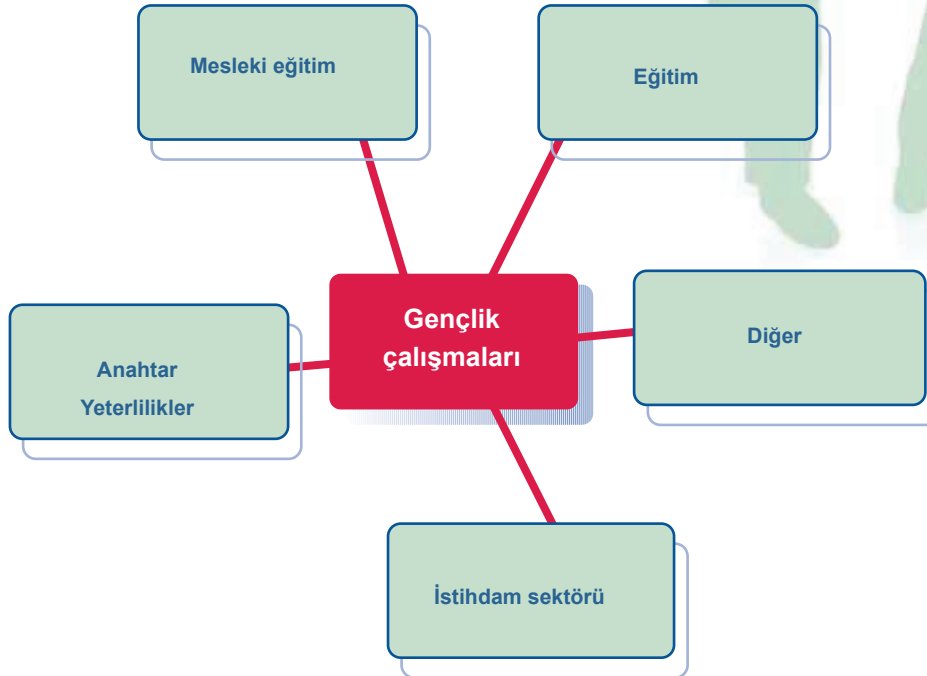 Mesleki eğitim
Eğitim
Gençlik
çalışmaları
Diğer
Anahtar
Yeterlilikler
İstihdam sektörü